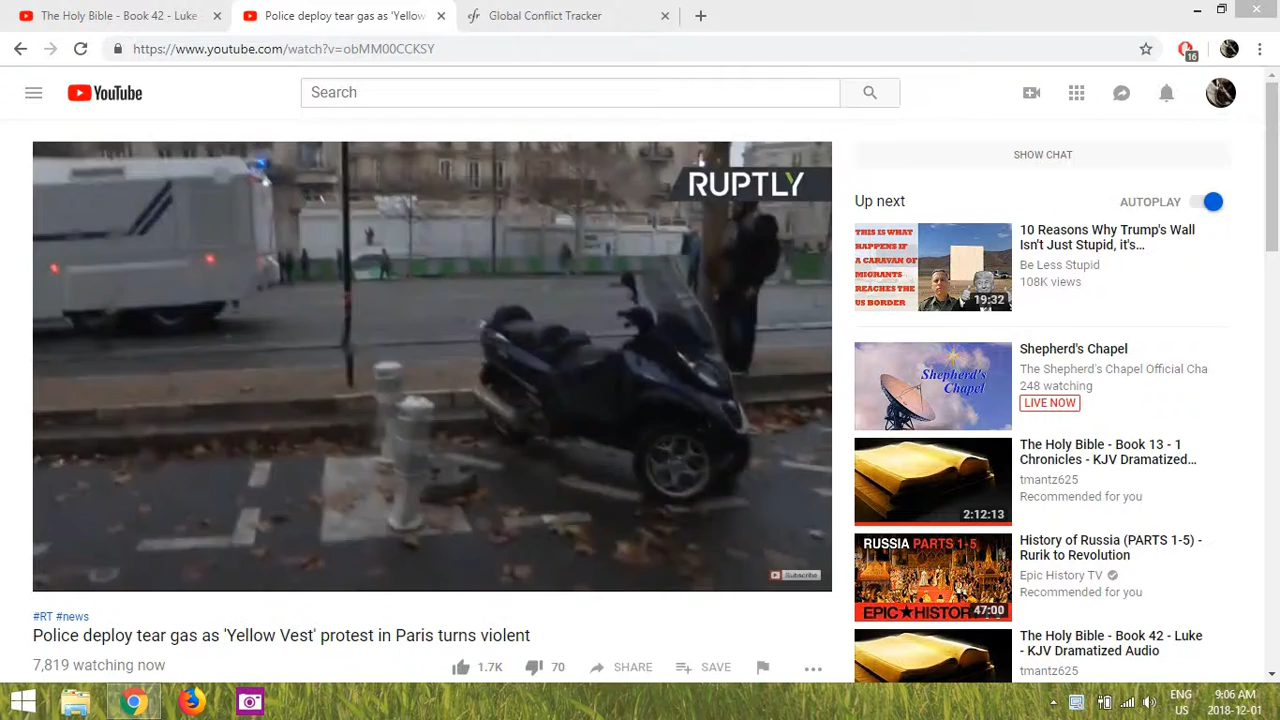 The Holy Bible - Book 42 - Luke
Police deploy tear gas as 'Yellow
Global Conflict Tracker
https://www.youtube.com/watch?v=obMM00CCKSY
16
YouTube
Search
RUPTLY
Subscribe
#RT #news
Police deploy tear gas as 'Yellow Vest' protest in Paris turns violent
7,819 watching now
1.7K
70
SHARE
SAVE
SHOW CHAT
Up next
AUTOPLAY
THIS IS WHAT
HAPPENS IF
A CARAVAN OF
MIGRANTS
REACHES THE
US BORDER
19:32
10 Reasons Why Trump's Wall
Isn't Just Stupid, it's...
Be Less Stupid
108K views
Shepherd's
Chapel
Shepherd's Chapel
The Shepherd's Chapel Official Cha
248 watching
LIVE NOW
2:12:13
The Holy Bible - Book 13 - 1
Chronicles - KJV Dramatized...
tmantz625
Recommended for you
RUSSIA PARTS 1-5
EPIC HISTORY
47:00
History of Russia (PARTS 1-5) -
Rurik to Revolution
Epic History TV
Recommended for you
The Holy Bible - Book 42 - Luke
- KJV Dramatized Audio
tmantz625
ENG
US
9:06 AM
2018-12-01